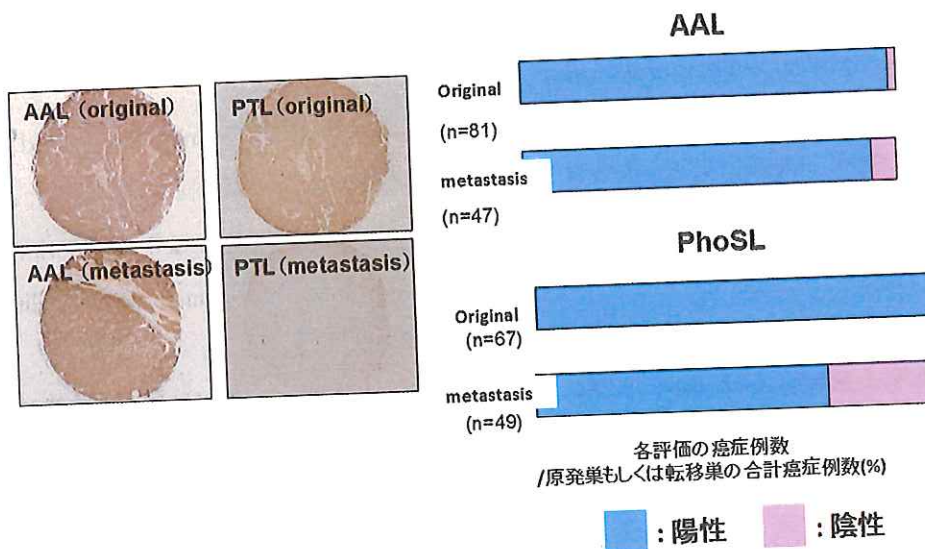 AAL (original)
PTL (original)
AAL (metastasis)
PTL (metastasis)
AAL
Original
(n=81)
metastasis
(n=47)
PhoSL
Original
(n=67)
metastasis
(n=49)
各評価の癌症例数
/原発巣もしくは転移巣の合計癌症例数(%)
:陽性 :陰性